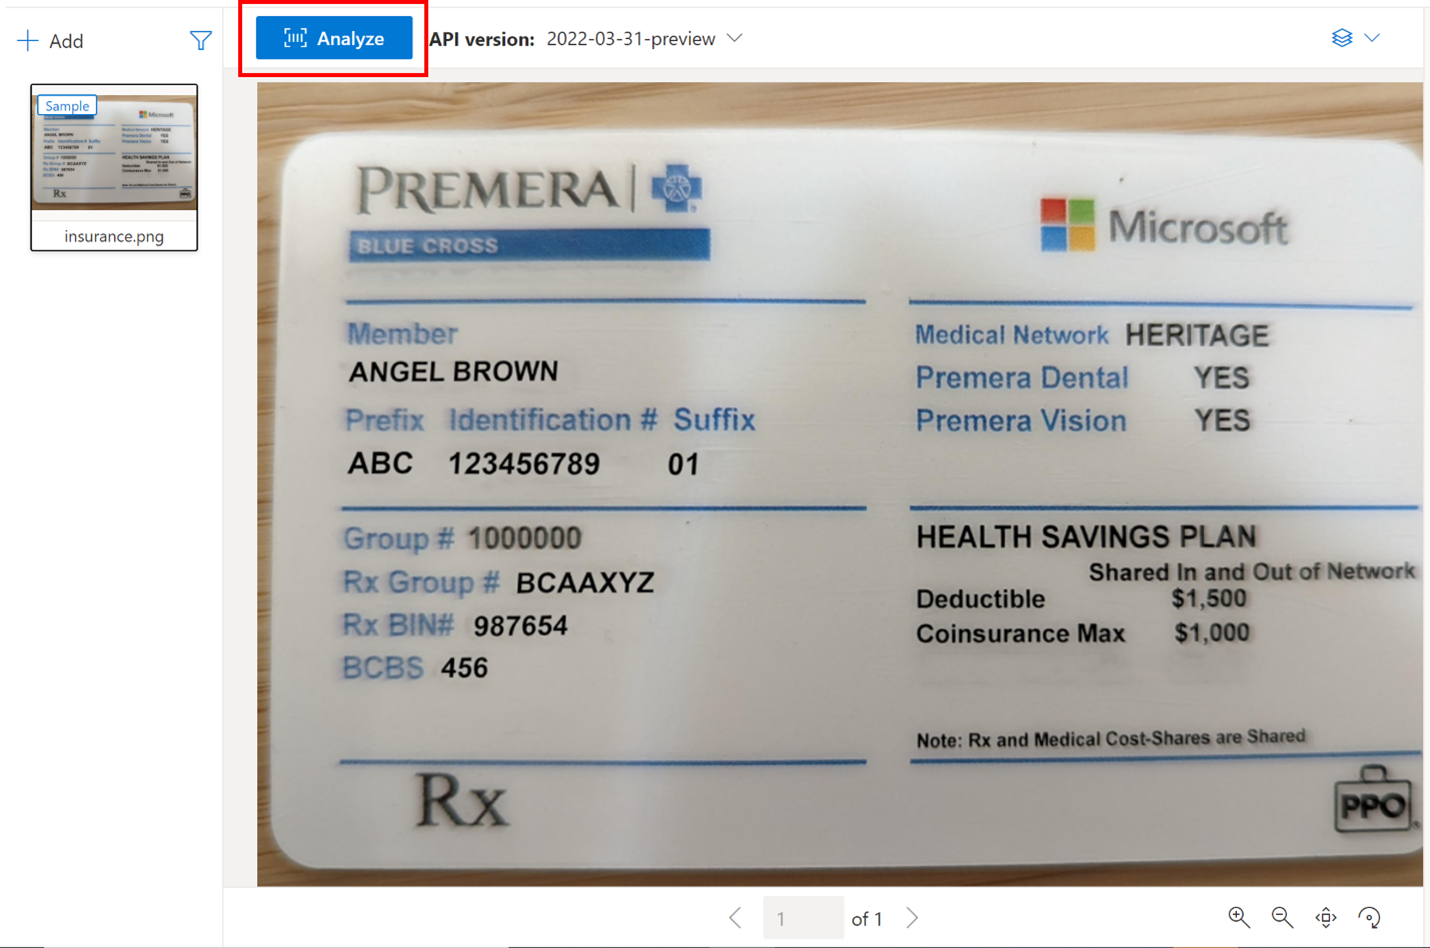 Add
Analyze
API version: 2022-03-31-preview
Sample
insurance.png
PREMERA
BLUE CROSS
Microsoft
Member
ANGEL BROWN
Prefix Identification # Suffix
ABC 123456789 01
Medical Network HERITAGE
Premera Dental YES
Premera Vision YES
Group # 1000000
Rx Group # BCAAXYZ
Rx BIN# 987654
BCBS 456
HEALTH SAVINGS PLAN
Shared In and Out of Network
Deductible $1,500
Coinsurance Max $1,000
Note: Rx and Medical Cost-Shares are Shared
Rx
PPO
1 of 1